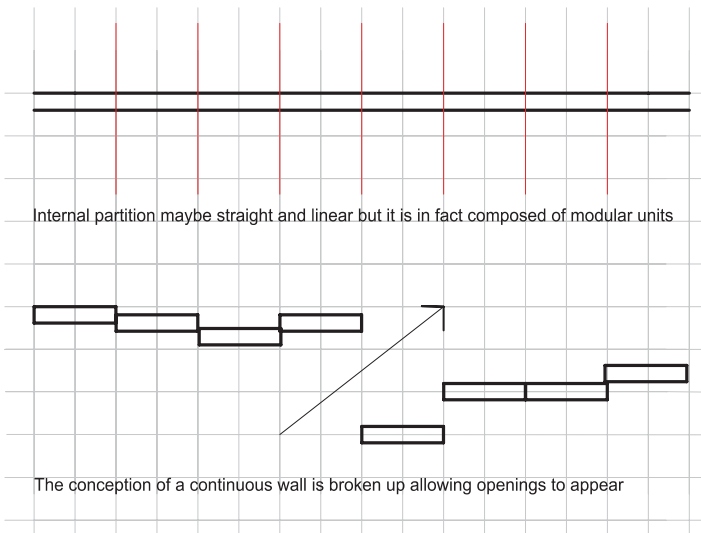 Internal partition maybe straight and linear but it is in fact composed of modular units
The conception of a continuous wall is broken up allowing openings to appear